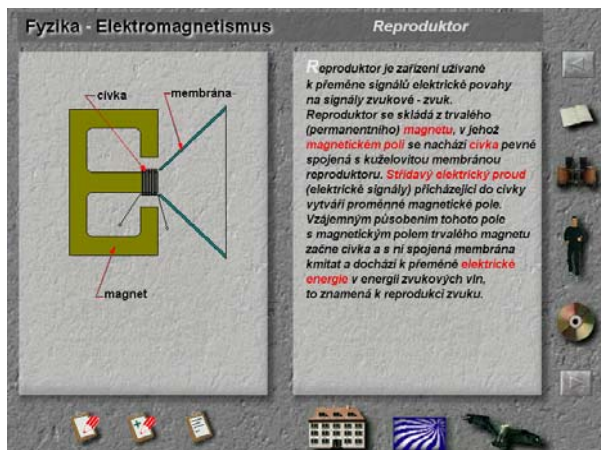 Fyzika - Elektromagnetismus
Reproduktor
cívka
membrána
magnet
Reproduktor je zařízení užívané
k přeměně signálů elektrické povahy
na signály zvukové - zvuk.
Reproduktor se skládá z trvalého
(permanentního) magnetu, v jehož
magnetickém poli se nachází cívka pevně
spojená s kuželovitou membránou
reproduktoru. Střídavý elektrický proud
(elektrické signály) přicházející do cívky
vytváří proměnné magnetické pole.
Vzájemným působením tohoto pole
s magnetickým polem trvalého magnetu
začne cívka a s ní spojená membrána
kmitat a dochází k přeměně elektrické
energie v energii zvukových vln,
to znamená k reprodukci zvuku.